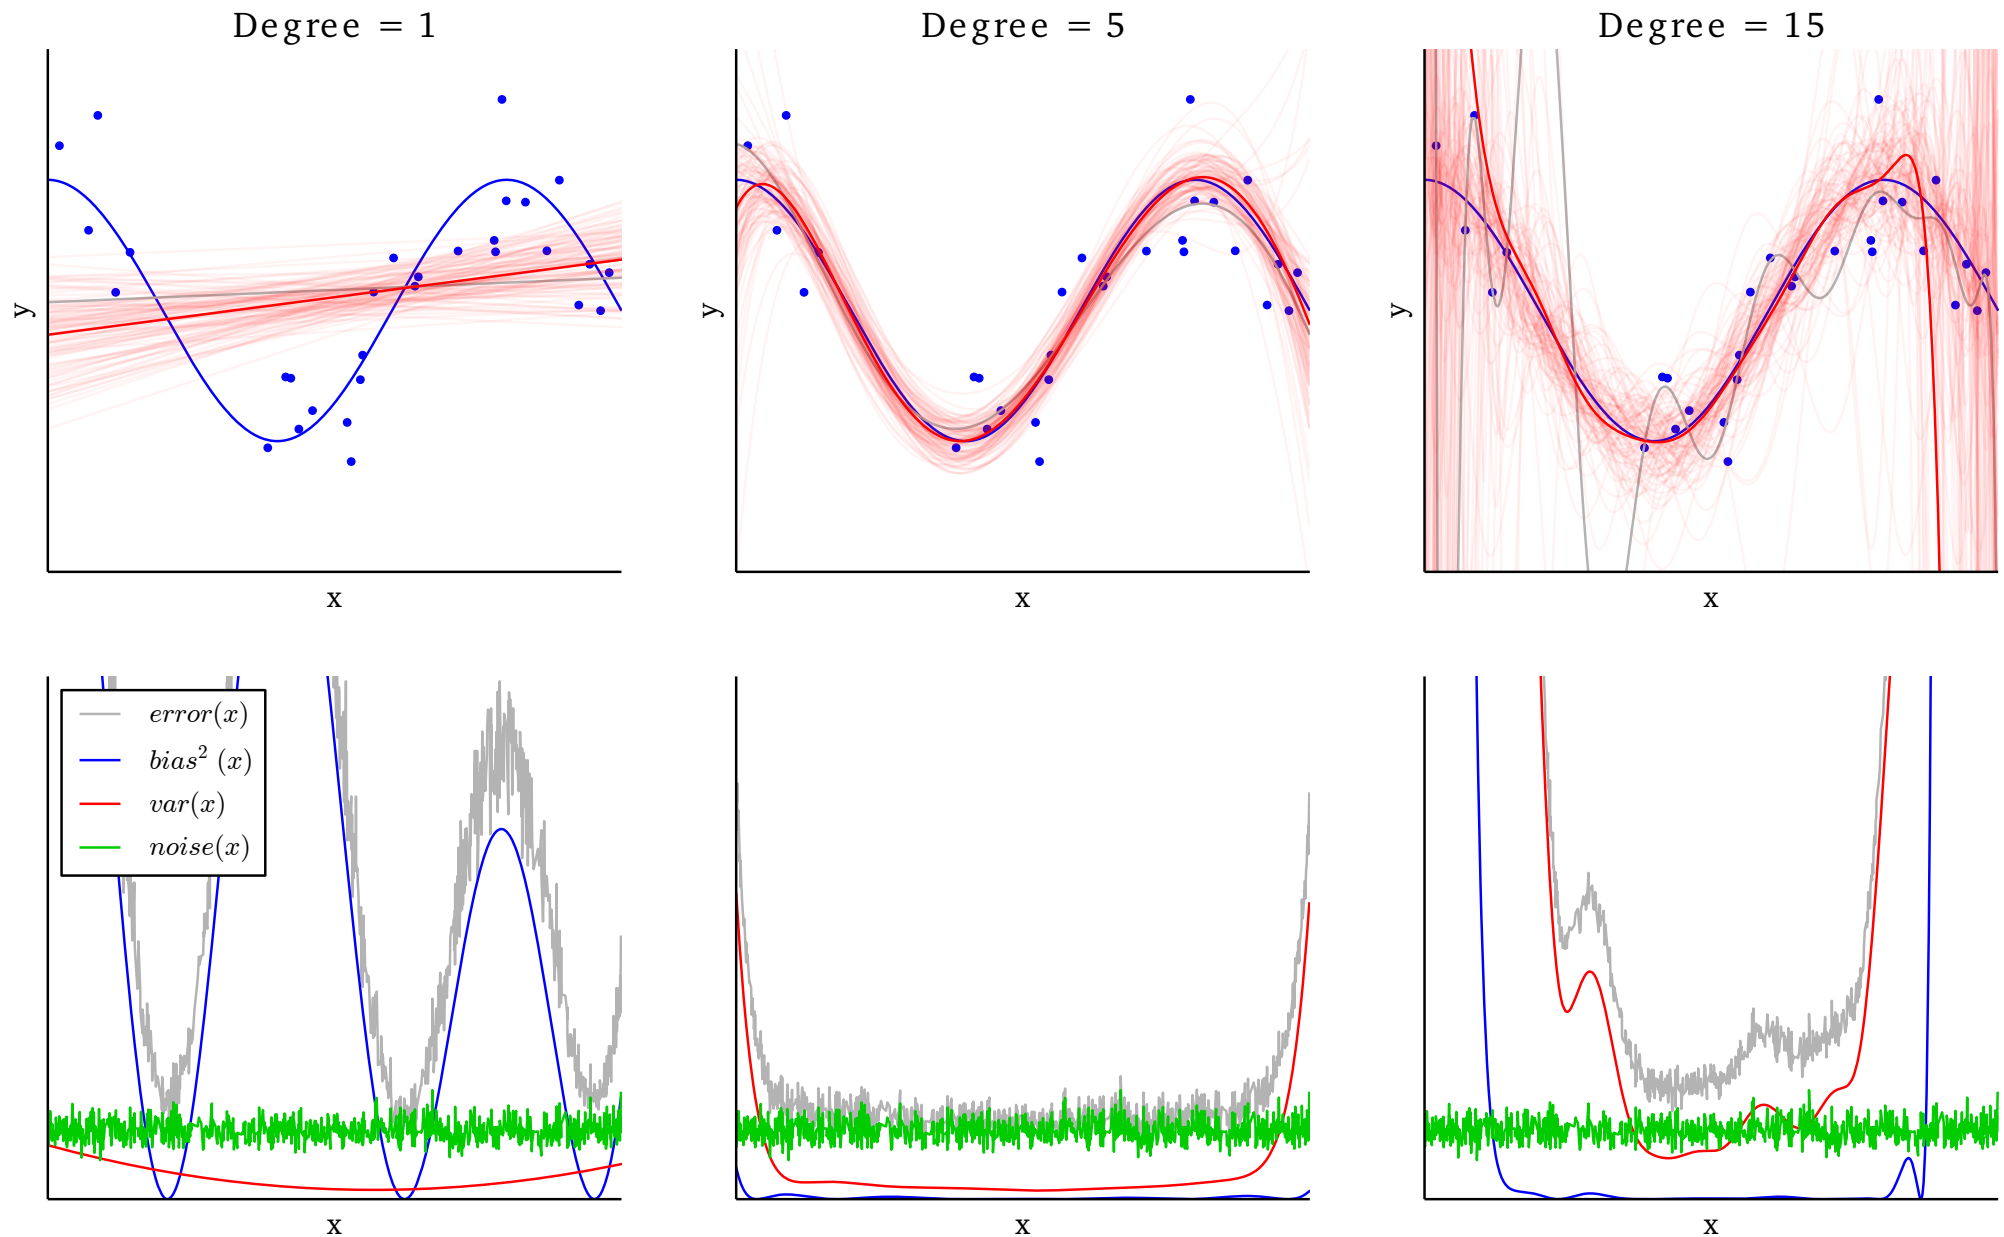 Degree = 1
Degree = 5
Degree = 15
y
y
y
x
x
x
error(x)
bias² (x)
var(x)
noise(x)
x
x
x